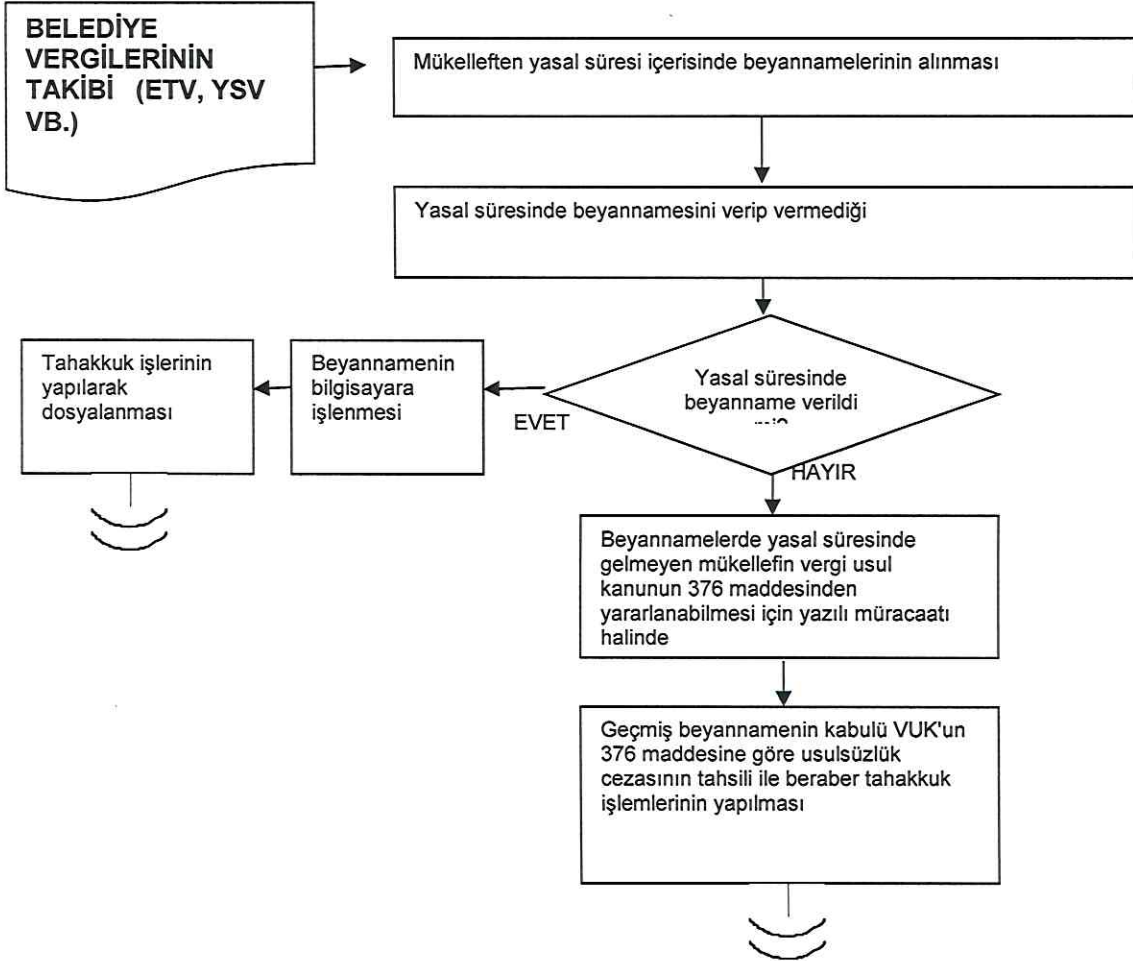 BELEDİYE
VERGİLERİNİN
TAKİBİ (ETV, YSV
VB.)
Mükelleften yasal süresi içerisinde beyannamelerinin alınması
Yasal süresinde beyannamesini verip vermediği
Yasal süresinde
beyanname verildi
mi?
EVET
HAYIR
Beyannamenin
bilgisayara
işlenmesi
Tahakkuk işlerinin
yapılarak
dosyalanması
Beyannamelerde yasal süresinde
gelmeyen mükellefin vergi usul
kanunun 376 maddesinden
yararlanabilmesi için yazılı müracaatı
halinde
Geçmiş beyannamenin kabulü VUK'un
376 maddesine göre usulsüzlük
cezasının tahsili ile beraber tahakkuk
işlemlerinin yapılması